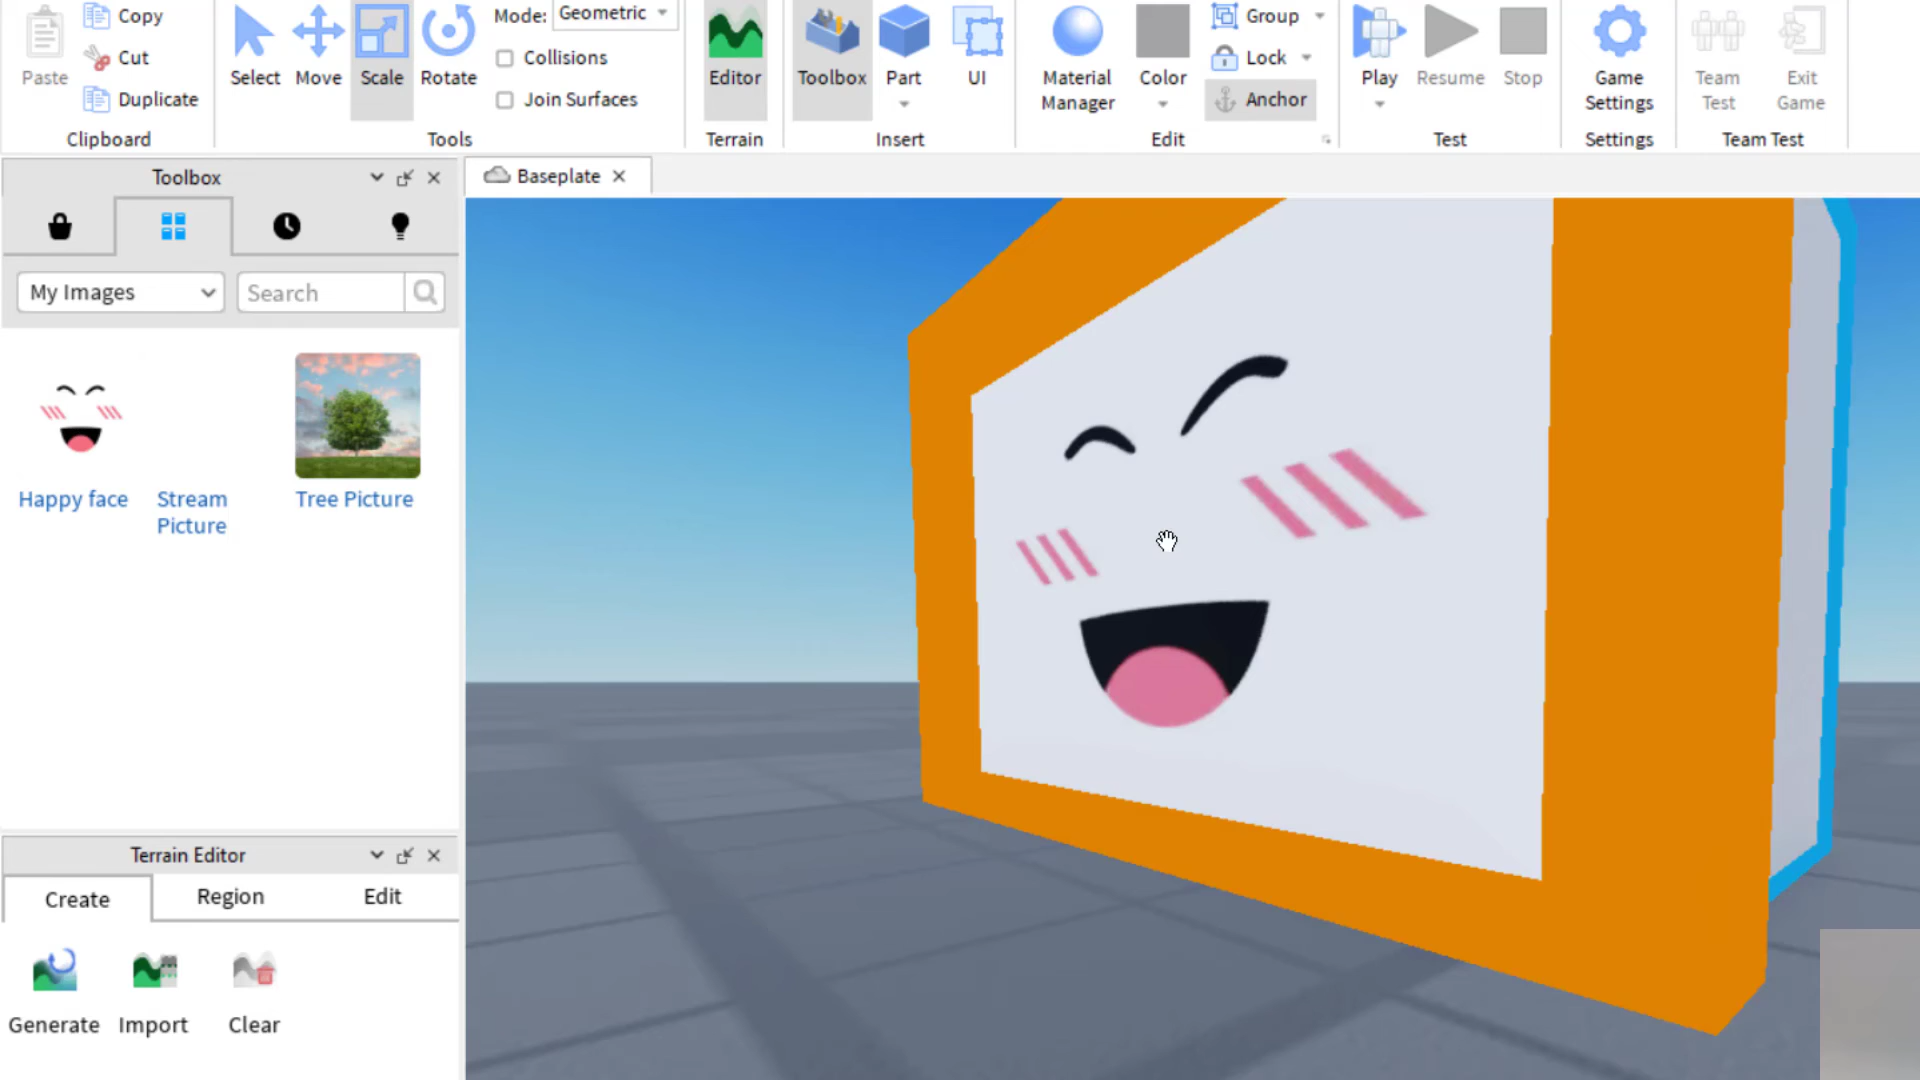 Copy
Cut
Duplicate
Paste
Clipboard
Select
Move
Scale
Rotate
Mode: Geometric
Collisions
Join Surfaces
Tools
Editor
Terrain
Toolbox
Part
UI
Insert
Material
Manager
Color
Group
Lock
Anchor
Edit
Play
Resume
Stop
Test
Game
Settings
Settings
Team
Test
Exit
Game
Team Test
Toolbox
Baseplate
My Images
Search
Happy face
Stream
Picture
Tree Picture
Terrain Editor
Create
Region
Edit
Generate
Import
Clear